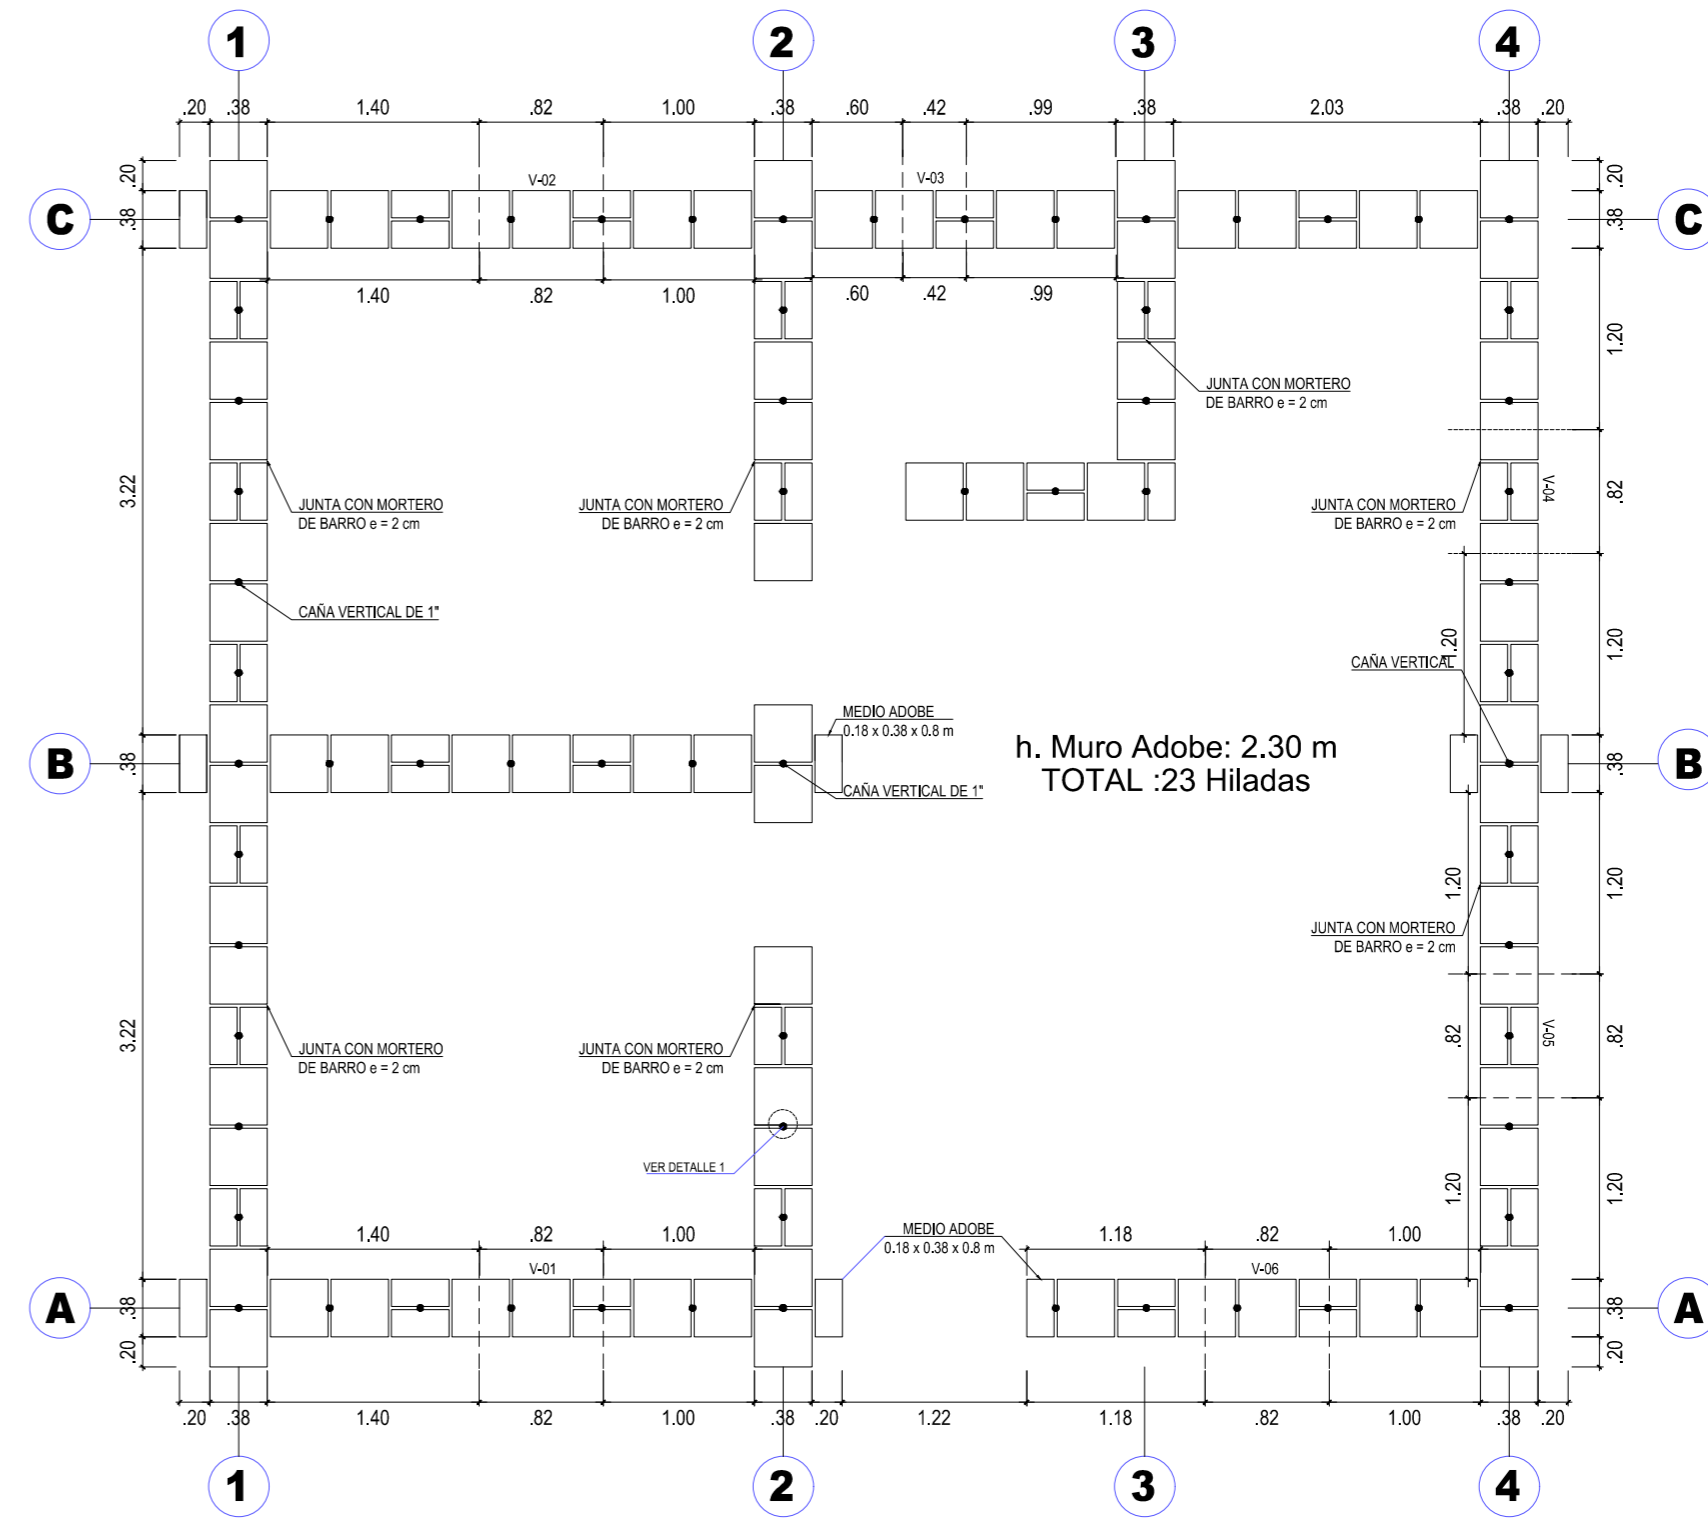 1 2 3 4
.20 .38 1.40 .82 1.00 .38 .60 .42 .99 .38 2.03 .38 .20
.20 .20
V-02 V-03
C .38 .38 C
1.40 .82 1.00 .60 .42 .99
1.20
JUNTA CON MORTERO
DE BARRO e = 2 cm
3.22
JUNTA CON MORTERO
DE BARRO e = 2 cm
JUNTA CON MORTERO
DE BARRO e = 2 cm
JUNTA CON MORTERO
DE BARRO e = 2 cm
V-04
.82
CAÑA VERTICAL DE 1"
1.20 1.20
CAÑA VERTICAL
MEDIO ADOBE
0.18 x 0.38 x 0.8 m
h. Muro Adobe: 2.30 m
TOTAL :23 Hiladas
B .38 .38 B
CAÑA VERTICAL DE 1"
1.20 1.20
JUNTA CON MORTERO
DE BARRO e = 2 cm
3.22
JUNTA CON MORTERO
DE BARRO e = 2 cm
JUNTA CON MORTERO
DE BARRO e = 2 cm
.82 V-05 .82
VER DETALLE 1
1.20 1.20
MEDIO ADOBE
0.18 x 0.38 x 0.8 m
1.40 .82 1.00 1.18 .82 1.00
V-01 V-06
A .38 .38 A
.20 .20
.20 .38 1.40 .82 1.00 .38 .20 1.22 1.18 .82 1.00 .38 .20
1 2 3 4